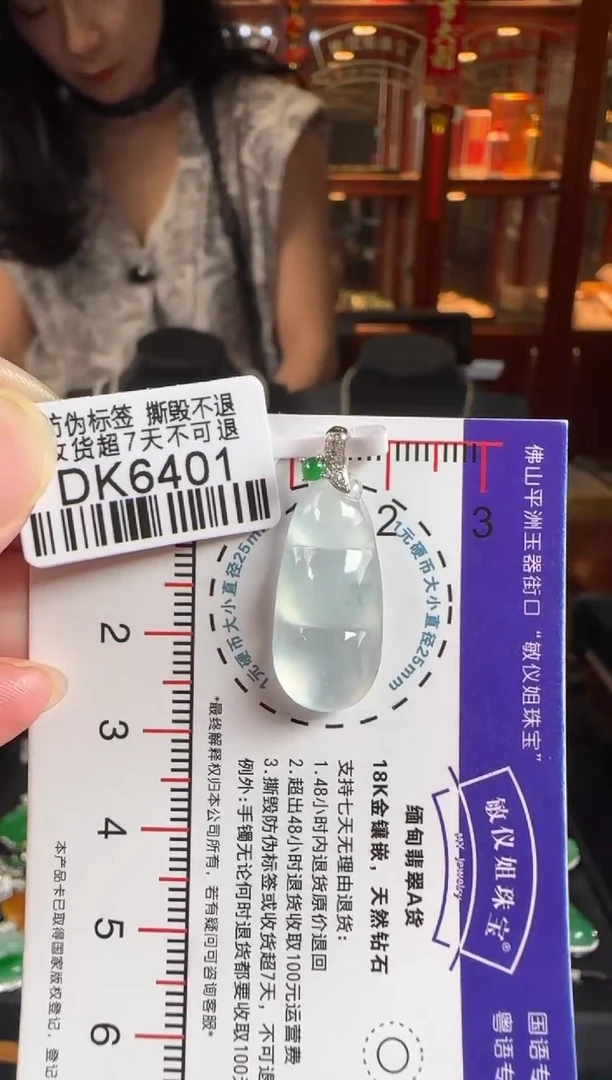 防伪标签 撕毁不退
收货超7天不可退
DK6401
2
3
1元硬币大小直径25mm
1元硬币大小直径25mm
2
3
4
5
6
佛山平洲玉器街口“敏仪姐珠宝”
敏仪姐珠宝®
MY Jewelry
缅甸翡翠A货
18K金镶嵌，天然钻石
支持七天无理由退货：
1.48小时内退货原价退回
2.超出48小时退货收取100元运营费
3.撕毁防伪标签或收货超7天，不可退
例外：手镯无论何时退货都要收取100
*最终解释权归本公司所有，若有疑问可咨询客服*
本产品卡已取得国家版权登记，登记
国语专
粤语专